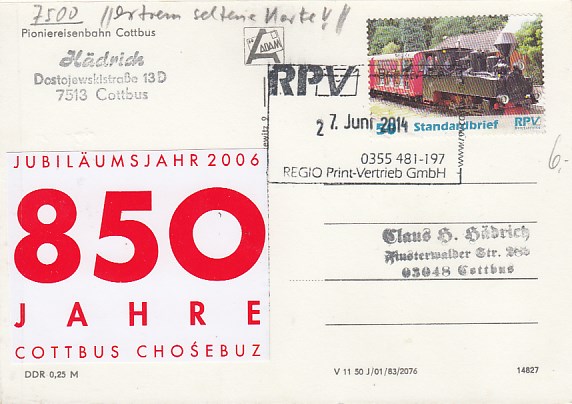 7500 //extrem seltene Karte!//
Pioniereisenbahn Cottbus
Hädrich
Dostojewskistraße 13D
7513 Cottbus
ADAM
RPV
27. Juni 2014
Standardbrief RPV
0355 481-197
REGIO Print-Vertrieb GmbH
6,-
JUBILÄUMSJAHR 2006
850
JAHRE
COTTBUS CHOŚEBUZ
Claus H. Hädrich
Finsterwalder Str.
03048 Cottbus
DDR 0,25 M
V 11 50 J/01/83/2076
14827